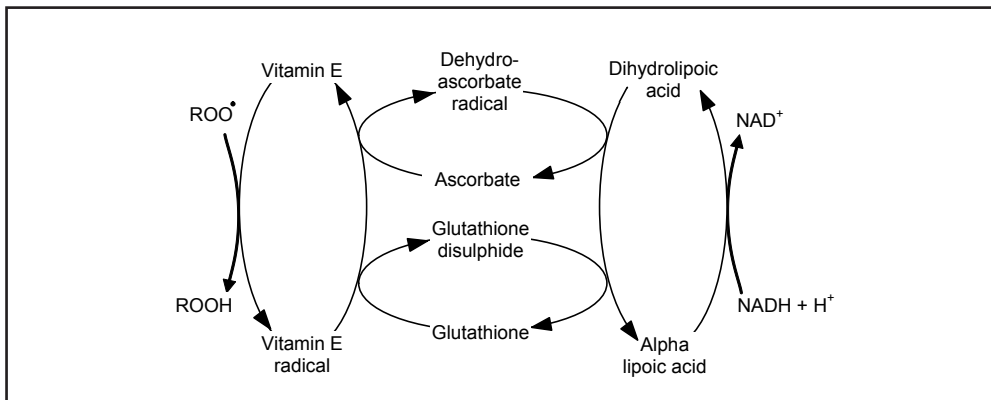 Vitamin E
Dehydro-
ascorbate
radical
Dihydrolipoic
acid
ROO•
NAD+
Ascorbate
Glutathione
disulphide
ROOH
Glutathione
NADH + H+
Vitamin E
radical
Alpha
lipoic acid